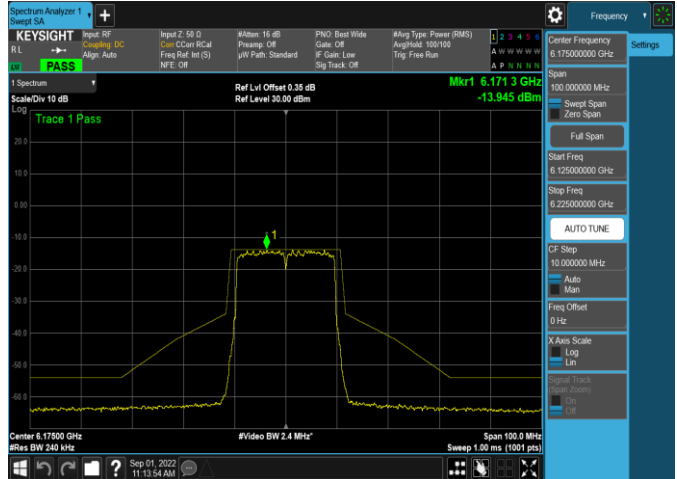 Spectrum Analyzer 1
Swept SA
+
Frequency
KEYSIGHT
R L
PASS
Input: RF
Coupling: DC
Align: Auto
Input Z: 50 Ω
Corr CCorr RCal
Freq Ref: Int (S)
NFE: Off
#Atten: 16 dB
Preamp: Off
µW Path: Standard
PNO: Best Wide
Gate: Off
IF Gain: Low
Sig Track: Off
#Avg Type: Power (RMS)
Avg|Hold: 100/100
Trig: Free Run
1 2 3 4 5 6
A W W W W W
A P N N N N
1 Spectrum
Scale/Div 10 dB
Log
Ref Lvl Offset 0.35 dB
Ref Level 30.00 dBm
Mkr1 6.171 3 GHz
-13.945 dBm
Trace 1 Pass
20.0
10.0
0.00
-10.0
-20.0
-30.0
-40.0
-50.0
-60.0
1
Center 6.17500 GHz
#Res BW 240 kHz
#Video BW 2.4 MHz*
Span 100.0 MHz
Sweep 1.00 ms (1001 pts)
Sep 01, 2022
11:13:54 AM
?
Settings
Center Frequency
6.175000000 GHz
Span
100.000000 MHz
Swept Span
Zero Span
Full Span
Start Freq
6.125000000 GHz
Stop Freq
6.225000000 GHz
AUTO TUNE
CF Step
10.000000 MHz
Auto
Man
Freq Offset
0 Hz
X Axis Scale
Log
Lin
Signal Track
(Span Zoom)
On
Off